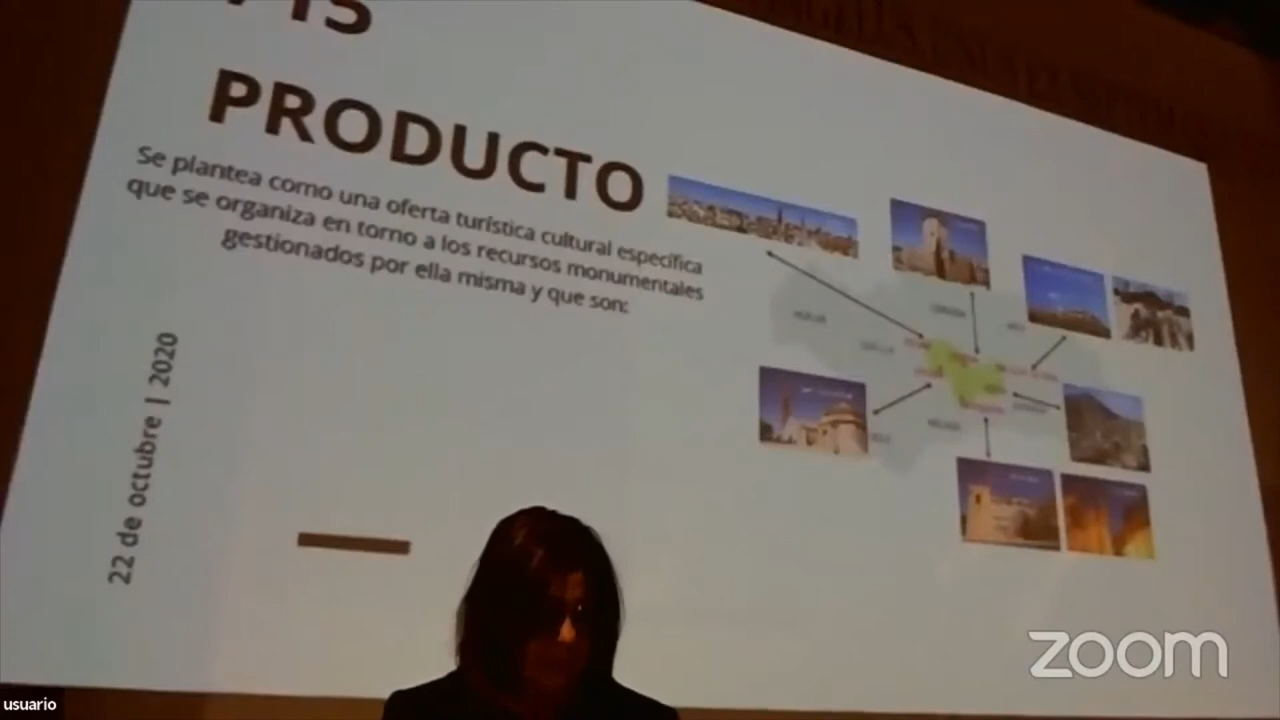 PRODUCTO
Se plantea como una oferta turística cultural específica
que se organiza en torno a los recursos monumentales
gestionados por ella misma y que son:
22 de octubre | 2020
zoom
usuario